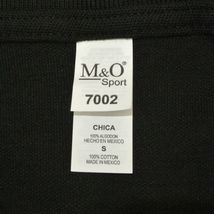 M&O
Sport
7002
CHICA
100% ALGODON
HECHO EN MEXICO
S
100% COTTON
MADE IN MEXICO